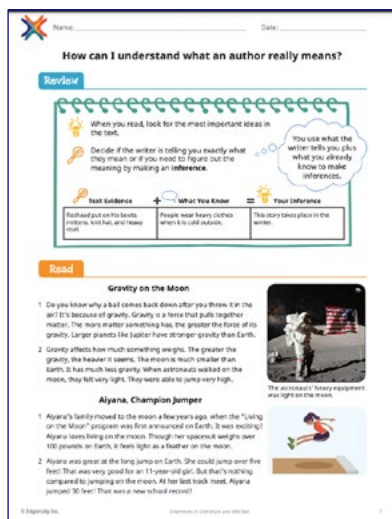 Name:
Date:
How can I understand what an author really means?
Review
When you read, look for the most important ideas in
the text.
Decide if the writer is telling you exactly what
they mean or if you need to figure out the
meaning by making an inference.
You use what the
writer tells you plus
what you already
know to make
inferences.
Text Evidence + What You Know = Your Inference
Rasheed put on his boots,
mittens, knit hat, and heavy
coat.
People wear heavy clothes
when it is cold outside.
This story takes place in the
winter.
Read
Gravity on the Moon
1 Do you know why a ball comes back down after you throw it in the
air? It's because of gravity. Gravity is a force that pulls together
matter. The more matter something has, the greater the force of its
gravity. Larger planets like Jupiter have stronger gravity than Earth.
2 Gravity affects how much something weighs. The greater the
gravity, the heavier it seems. The moon is much smaller than
Earth. It has much less gravity. When astronauts walked on the
moon, they felt very light. They were able to jump very high.
The astronauts' heavy equipment
was light on the moon.
Aiyana, Champion Jumper
1 Aiyana's family moved to the moon a few years ago, when the "Living
on the Moon" program was first announced on Earth. It was exciting!
Aiyana loves living on the moon. Though her spacesuit weighs over
100 pounds on Earth, it feels light as a feather on the moon.
2 Aiyana was great at the long jump on Earth. She could jump over five
feet! That was very good for an 11-year-old girl. But that's nothing
compared to jumping on the moon. At her last track meet, Aiyana
jumped 30 feet! That was a new school record!
© Edgenuity Inc.
Inferences in Literature and Info Text
1